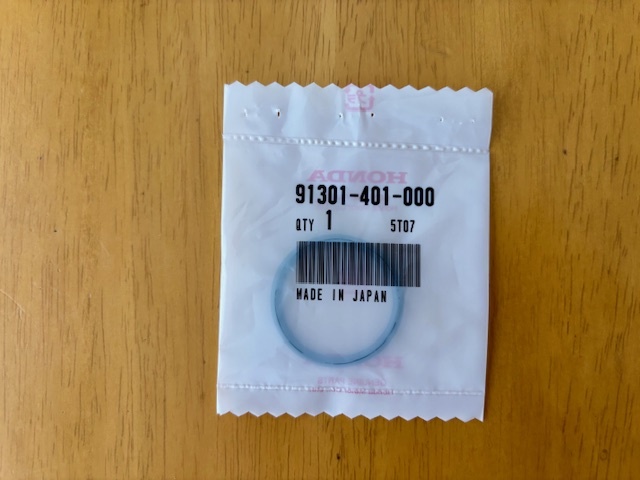 HONDA
91301-401-000
QTY 1 5T07
MADE IN JAPAN